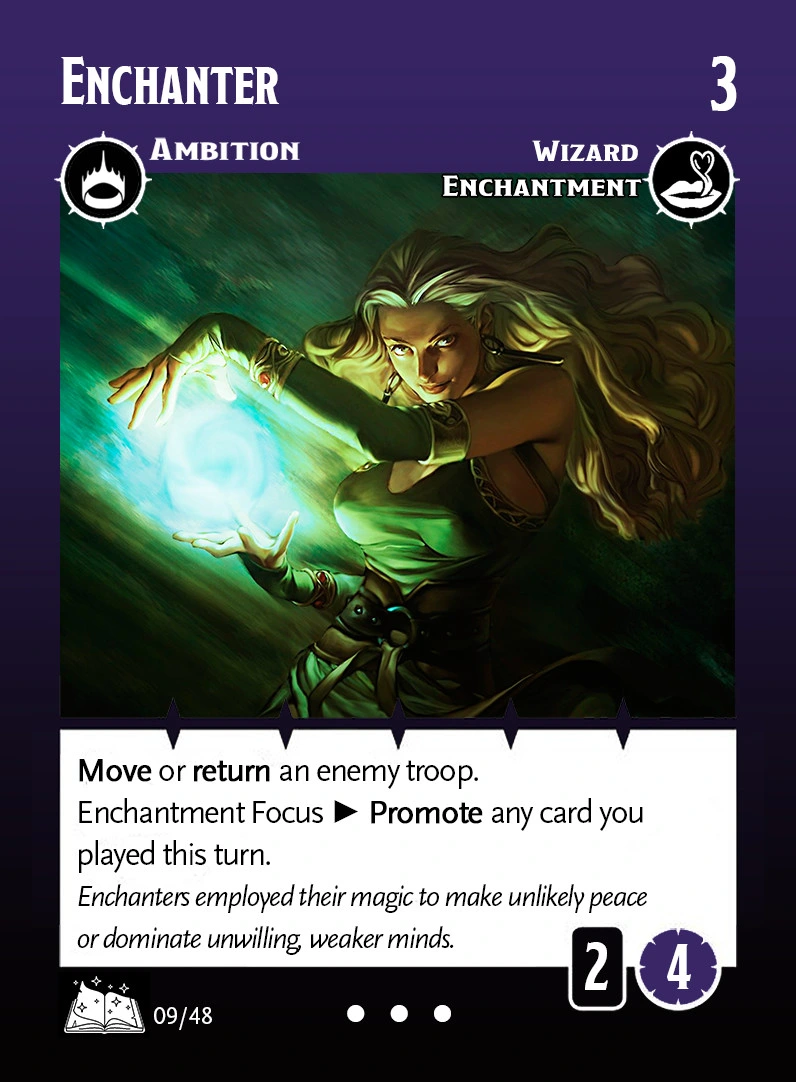 Enchanter 3
Ambition
Wizard
Enchantment
Move or return an enemy troop.
Enchantment Focus ► Promote any card you
played this turn.
Enchanters employed their magic to make unlikely peace
or dominate unwilling, weaker minds.
2 4
09/48